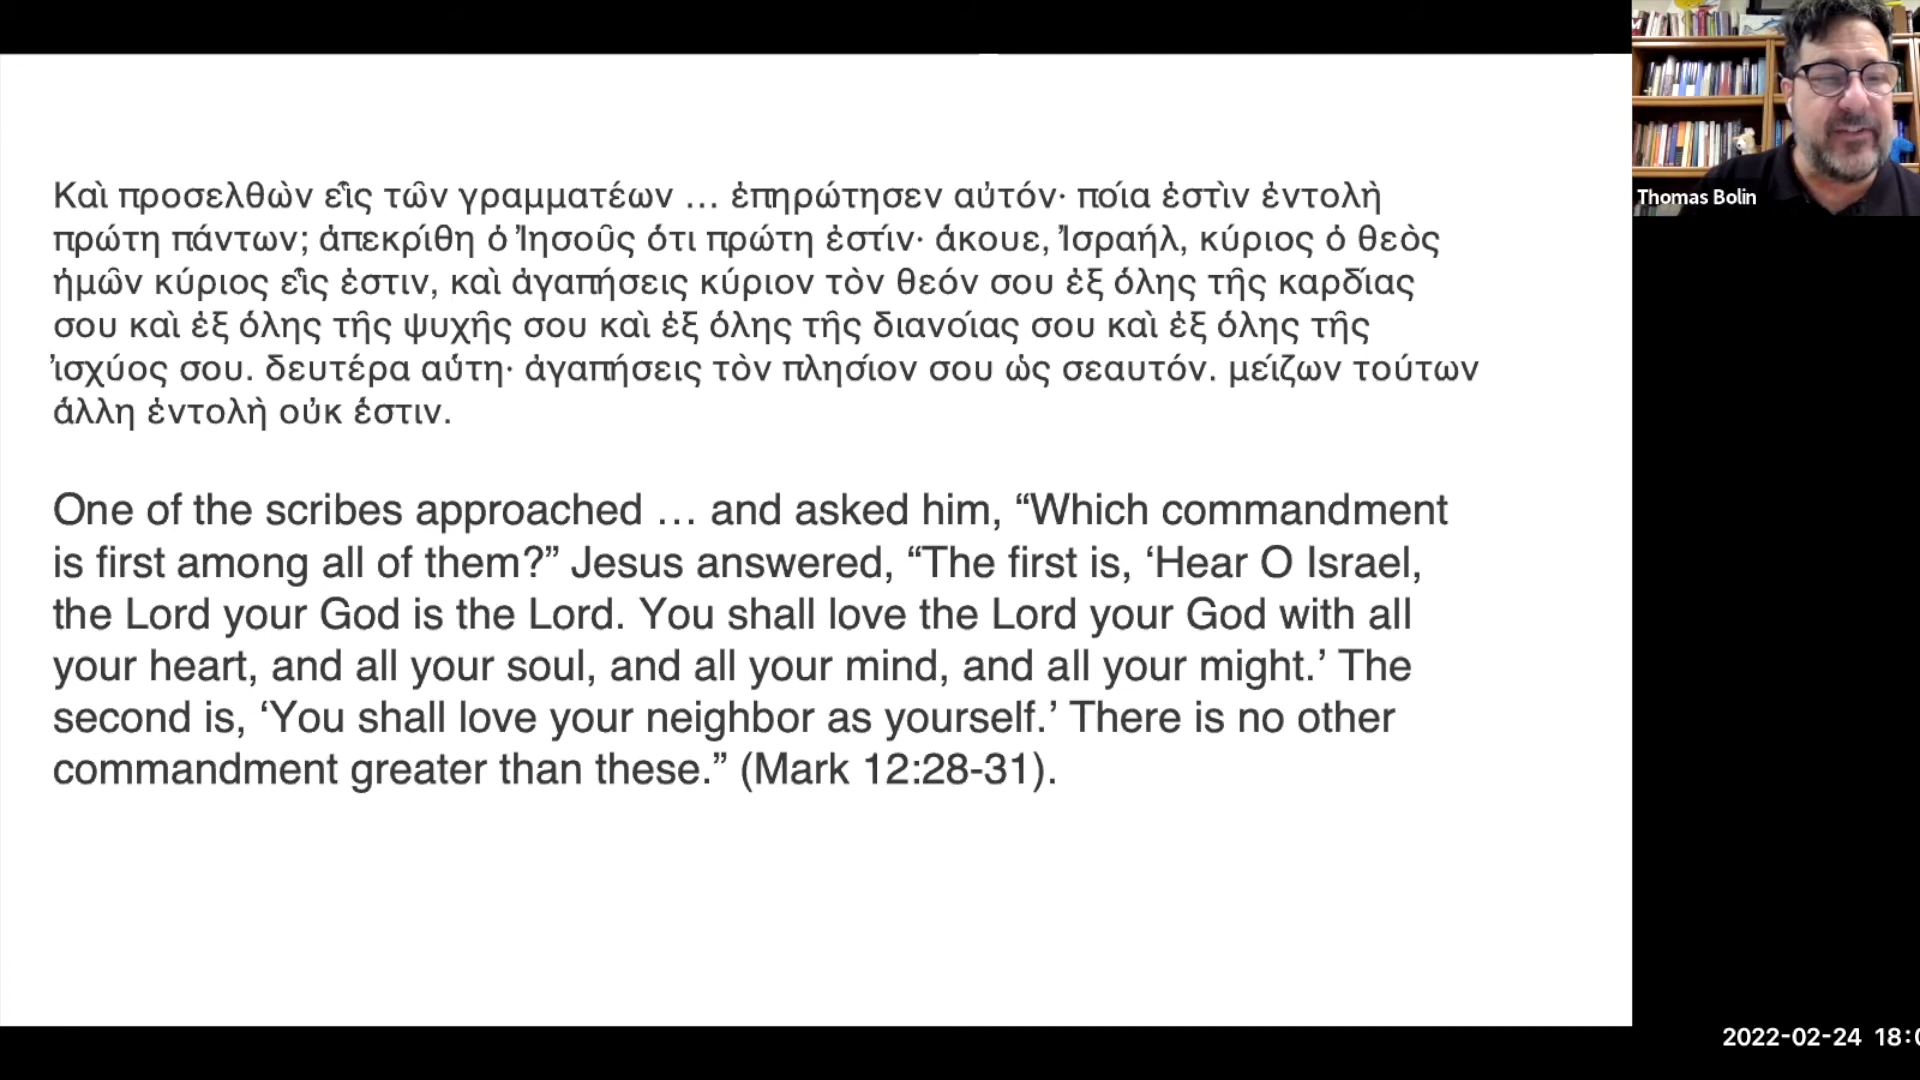 Καὶ προσελθὼν εἷς τῶν γραμματέων … ἐπηρώτησεν αὐτόν· ποία ἐστὶν ἐντολὴ
πρώτη πάντων; ἀπεκρίθη ὁ Ἰησοῦς ὅτι πρώτη ἐστίν· ἄκουε, Ἰσραήλ, κύριος ὁ θεὸς
ἡμῶν κύριος εἷς ἐστιν, καὶ ἀγαπήσεις κύριον τὸν θεόν σου ἐξ ὅλης τῆς καρδίας
σου καὶ ἐξ ὅλης τῆς ψυχῆς σου καὶ ἐξ ὅλης τῆς διανοίας σου καὶ ἐξ ὅλης τῆς
ἰσχύος σου. δευτέρα αὕτη· ἀγαπήσεις τὸν πλησίον σου ὡς σεαυτόν. μείζων τούτων
ἄλλη ἐντολὴ οὐκ ἔστιν.
One of the scribes approached … and asked him, “Which commandment
is first among all of them?” Jesus answered, “The first is, ‘Hear O Israel,
the Lord your God is the Lord. You shall love the Lord your God with all
your heart, and all your soul, and all your mind, and all your might.’ The
second is, ‘You shall love your neighbor as yourself.’ There is no other
commandment greater than these.” (Mark 12:28-31).
Thomas Bolin
2022-02-24